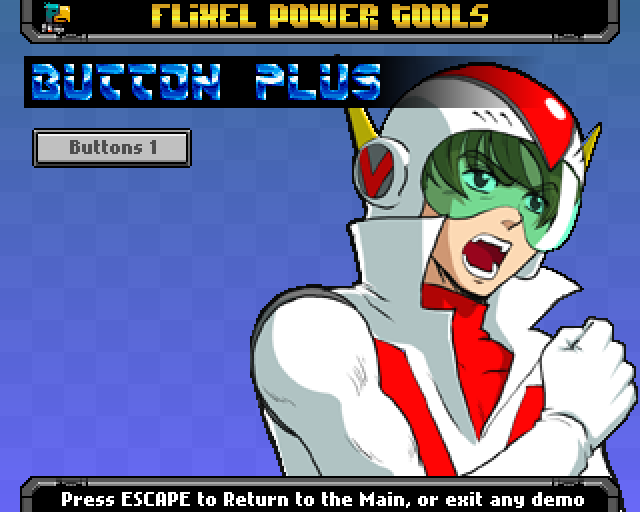 FLIXEL POWER TOOLS
BUTTON PLUS
Buttons 1
V
Press ESCAPE to Return to the Main, or exit any demo